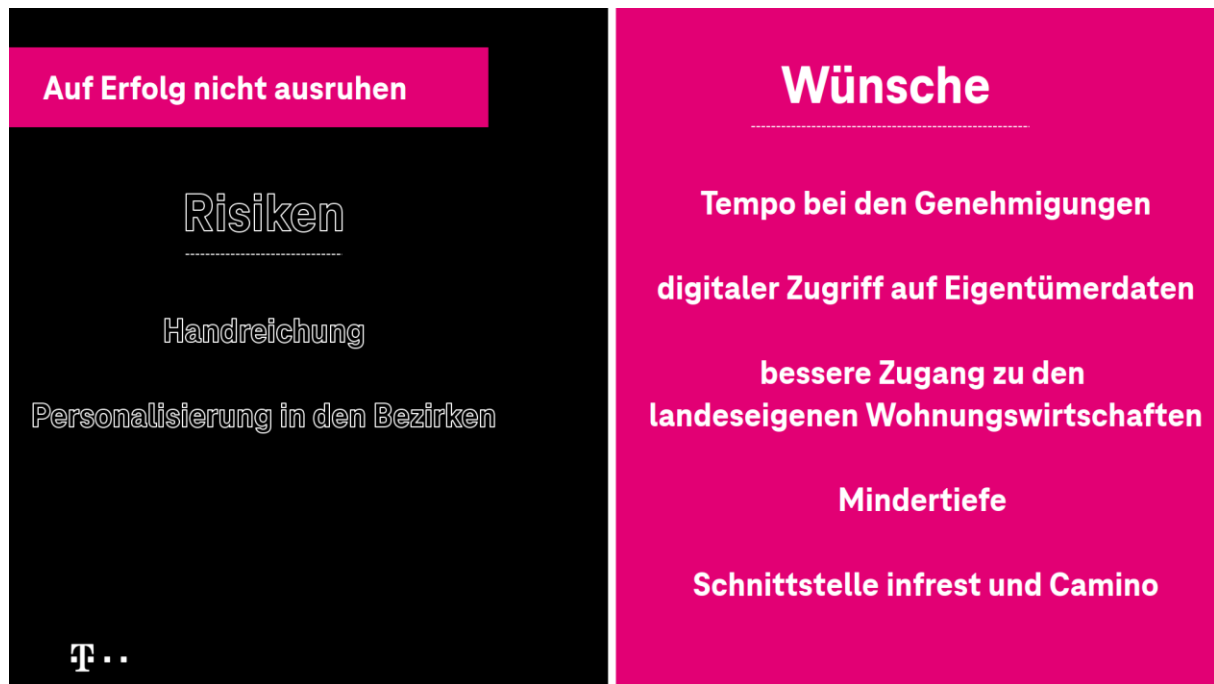 Auf Erfolg nicht ausruhen
Risiken
Handreichung
Personalisierung in den Bezirken
T
Wünsche
Tempo bei den Genehmigungen
digitaler Zugriff auf Eigentümerdaten
bessere Zugang zu den
landeseigenen Wohnungswirtschaften
Mindertiefe
Schnittstelle infrest und Camino